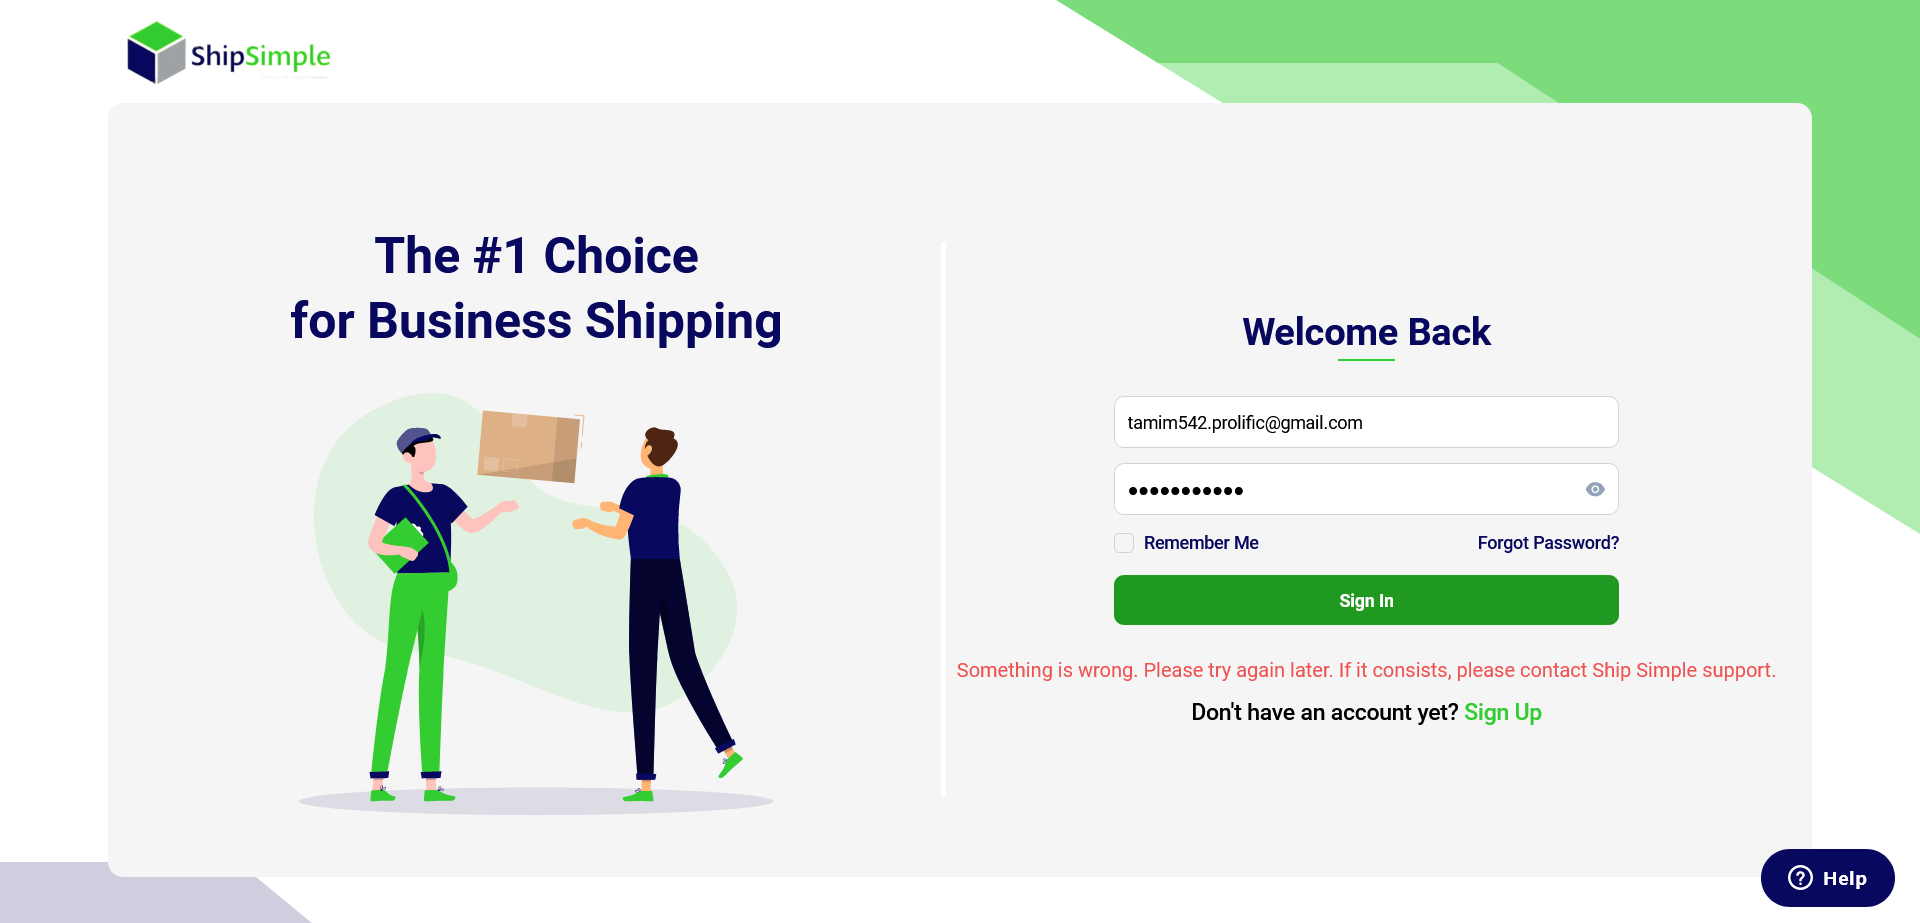 ShipSimple
The #1 Choice
for Business Shipping
Welcome Back
tamim542.prolific@gmail.com
●●●●●●●●●●●
Remember Me
Forgot Password?
Sign In
Something is wrong. Please try again later. If it consists, please contact Ship Simple support.
Don't have an account yet? Sign Up
Help